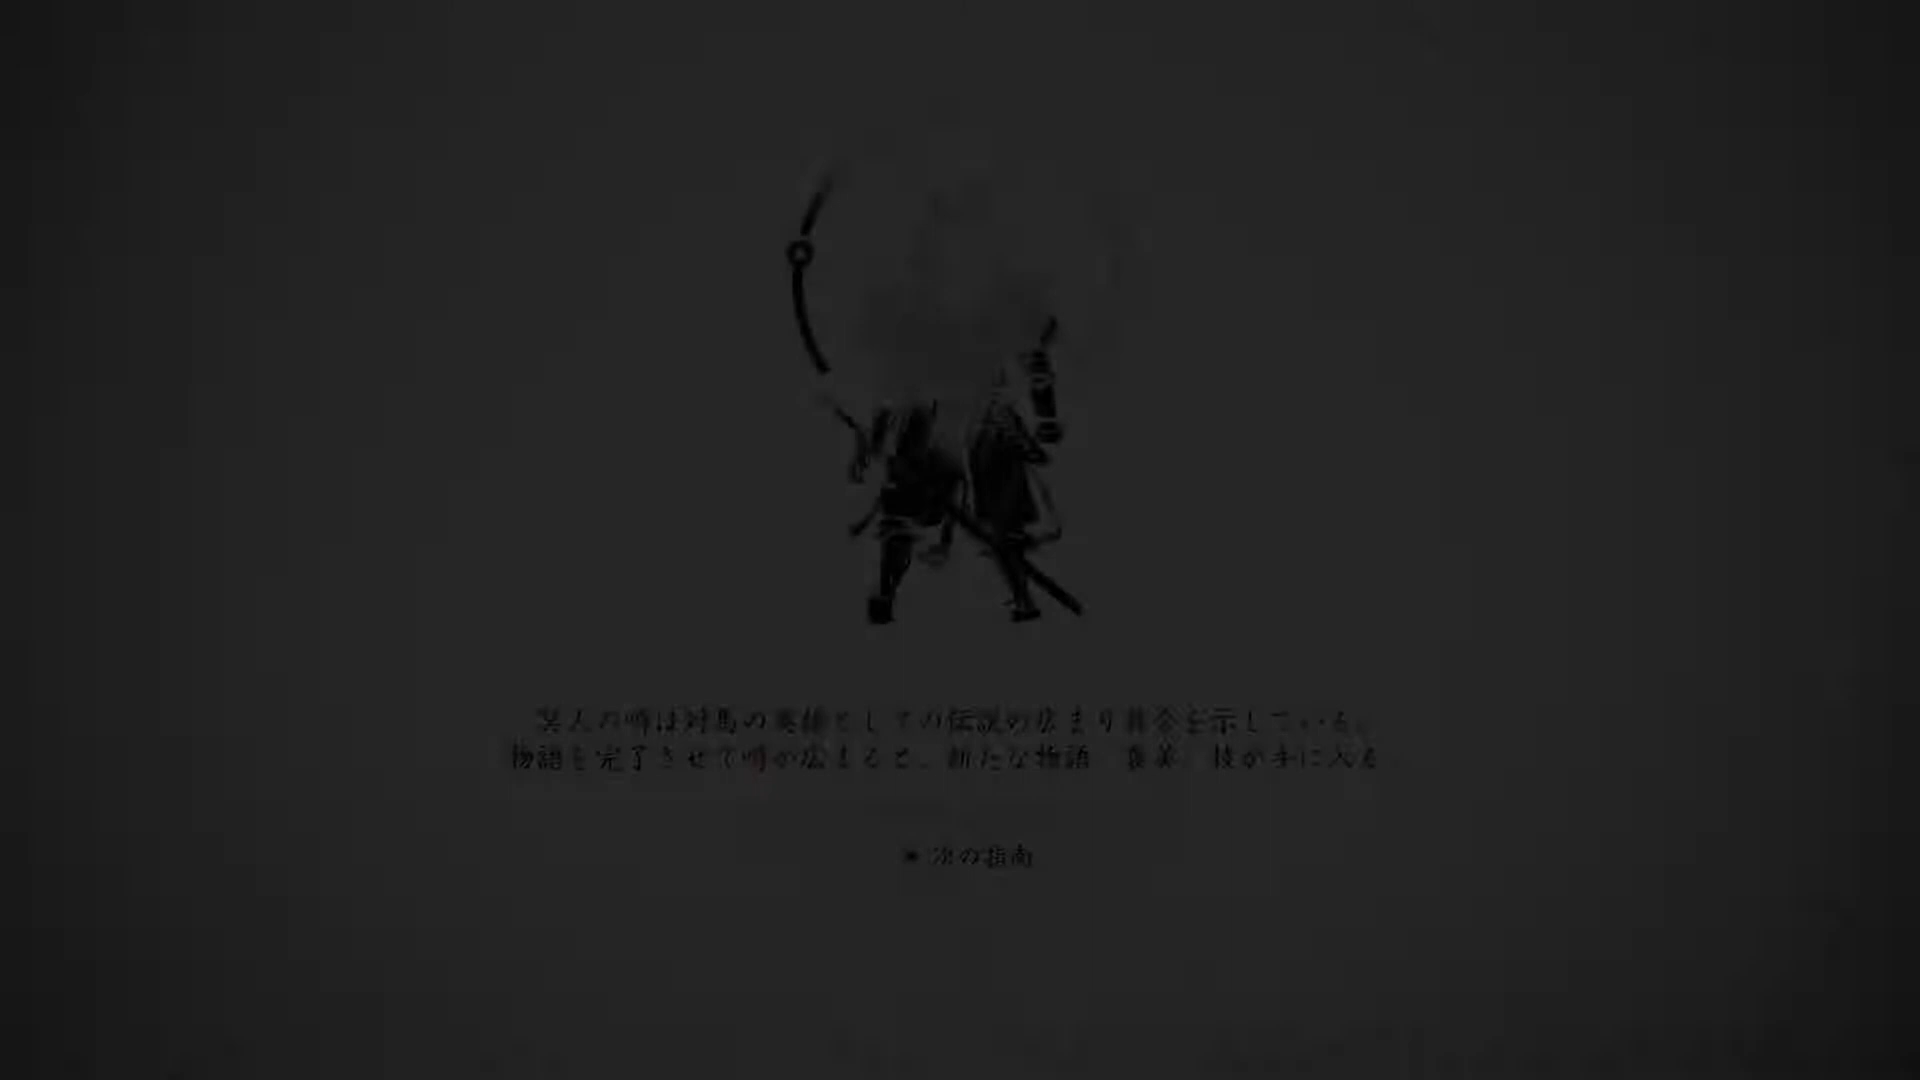 冥人の噂は対馬の英雄としての伝説の広まり具合を示している。
物語を完了させて噂が広まると、新たな物語、褒美、技が手に入る。
次の指南